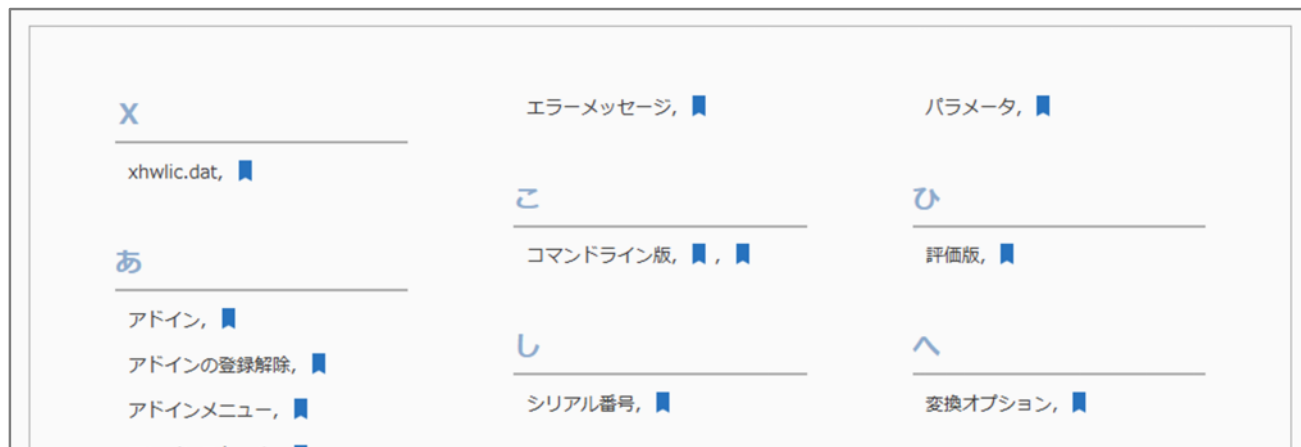 X
xhwlic.dat,
あ
アドイン,
アドインの登録解除,
アドインメニュー,
エラーメッセージ,
こ
コマンドライン版, ,
し
シリアル番号,
パラメータ,
ひ
評価版,
へ
変換オプション,